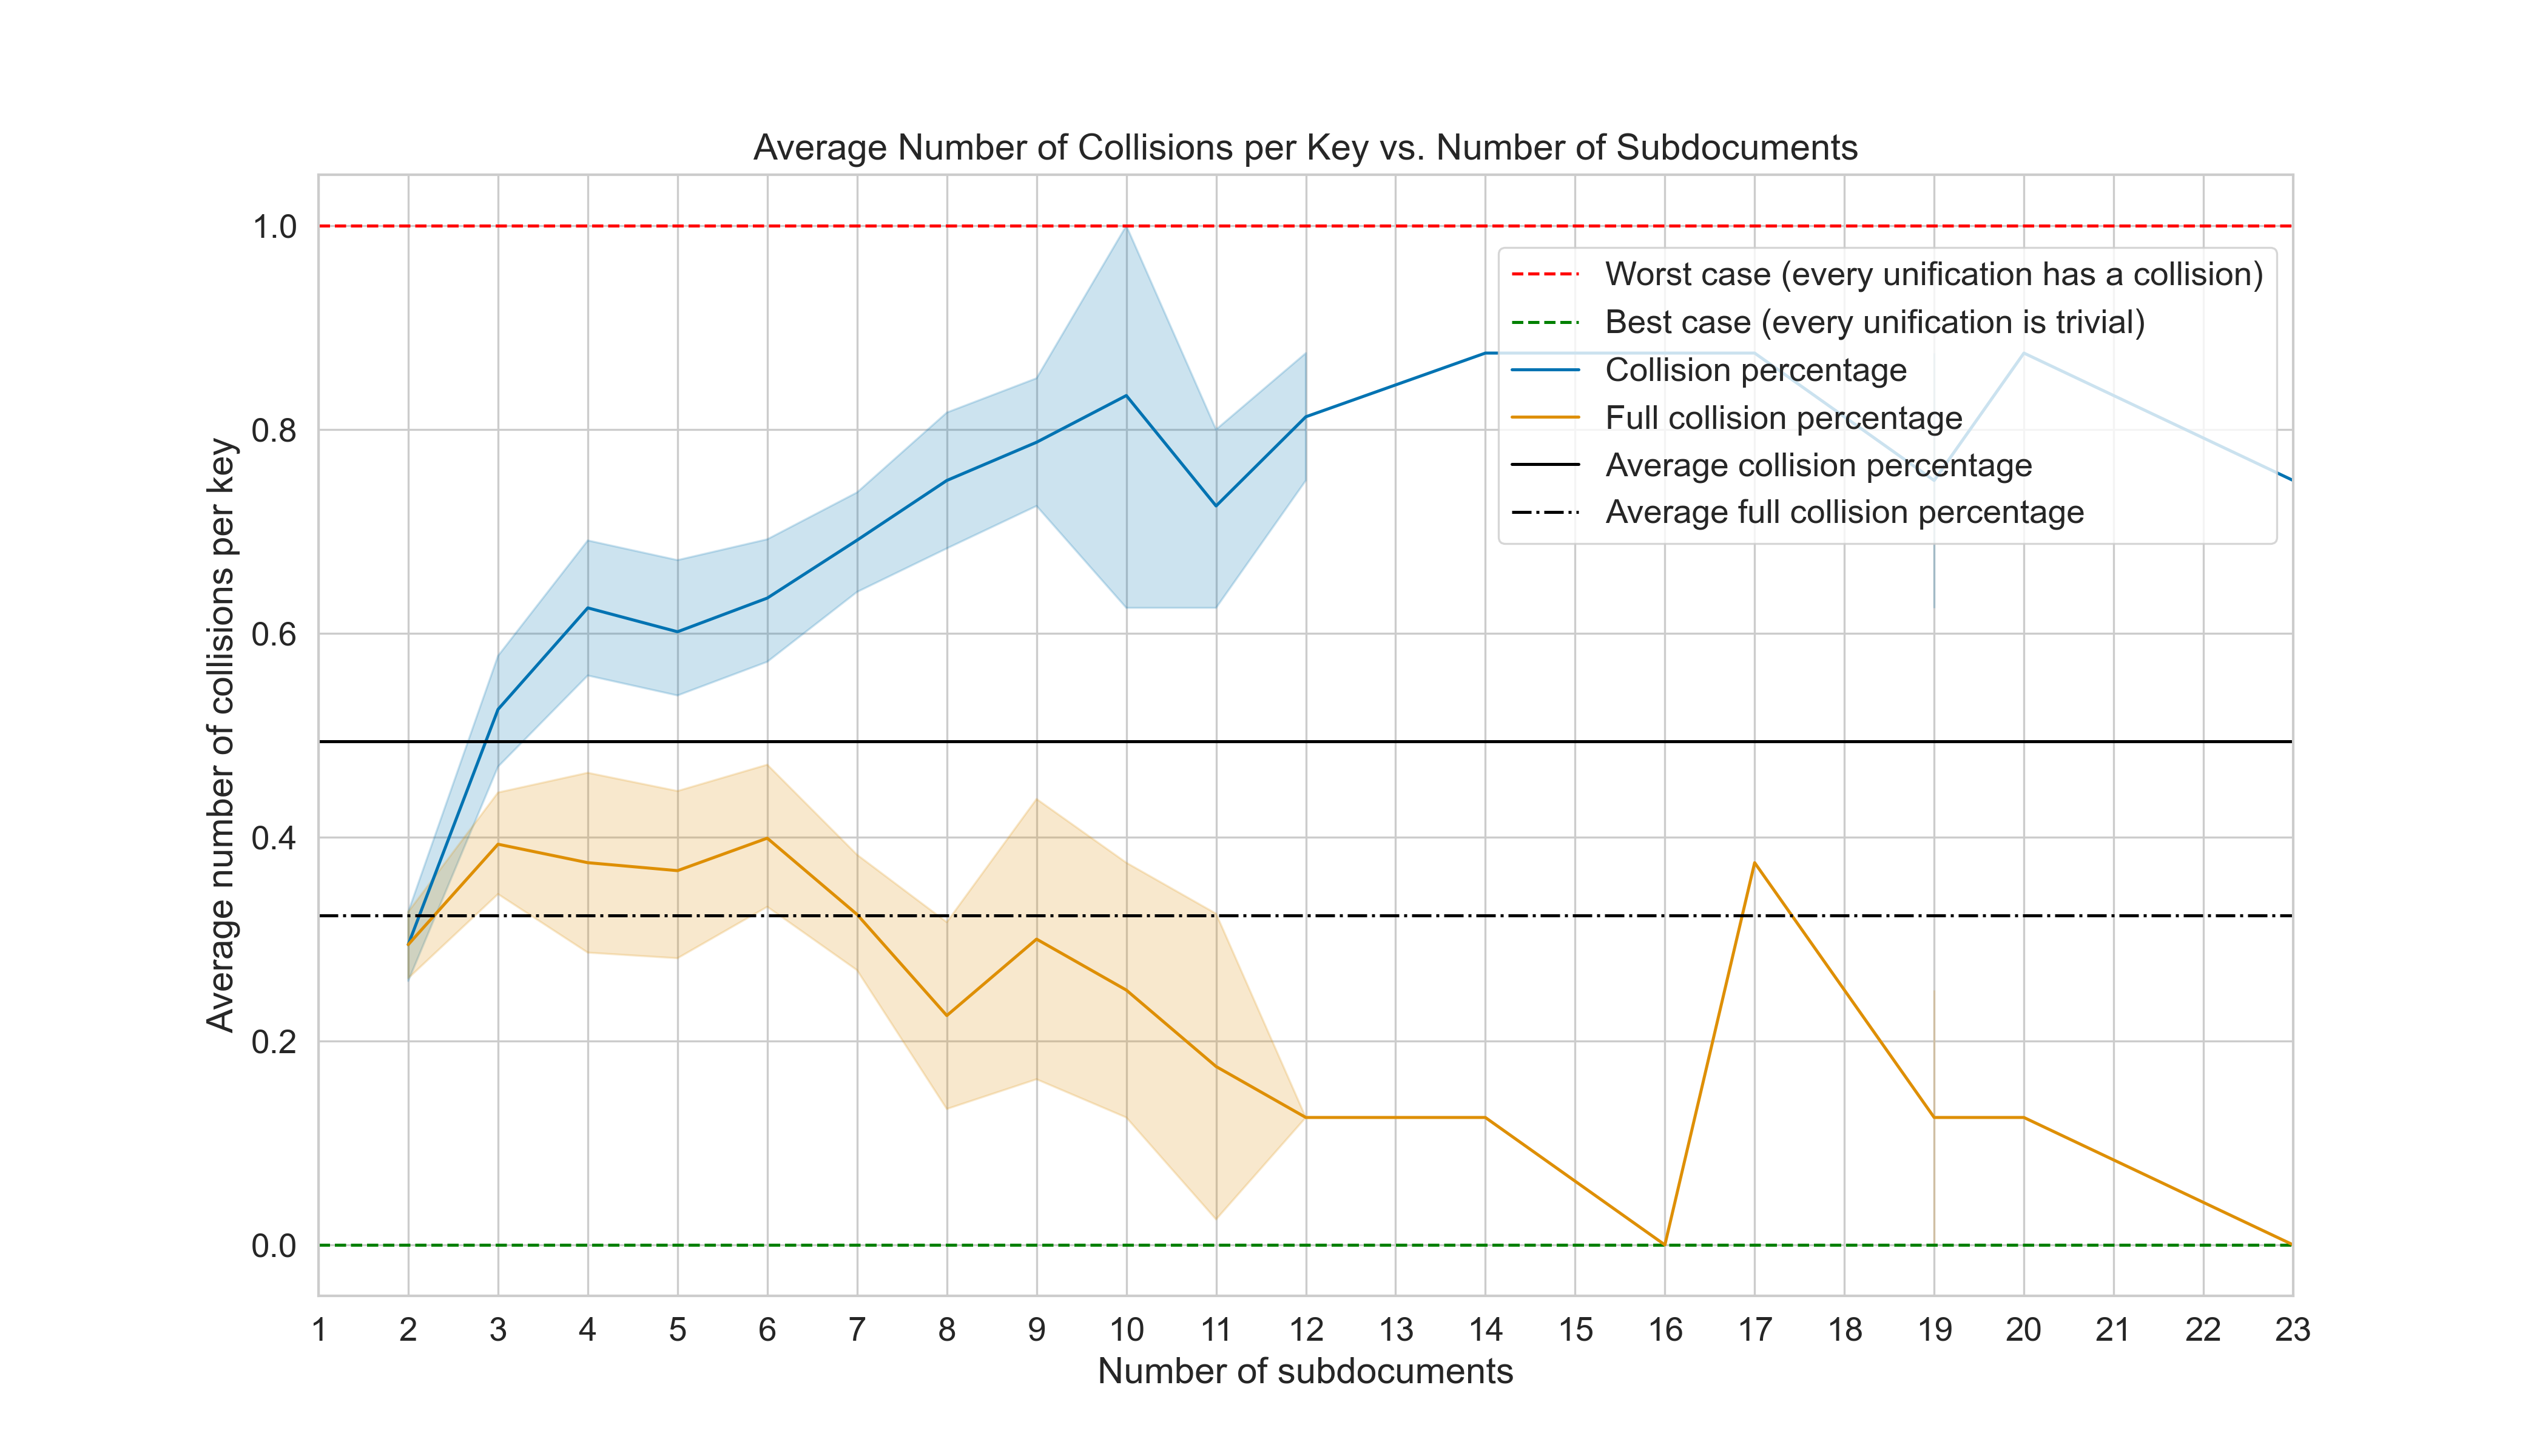 Average Number of Collisions per Key vs. Number of Subdocuments
1.0
0.8
0.6
0.4
0.2
0.0
Average number of collisions per key
Worst case (every unification has a collision)
Best case (every unification is trivial)
Collision percentage
Full collision percentage
Average collision percentage
Average full collision percentage
1 2 3 4 5 6 7 8 9 10 11 12 13 14 15 16 17 18 19 20 21 22 23
Number of subdocuments